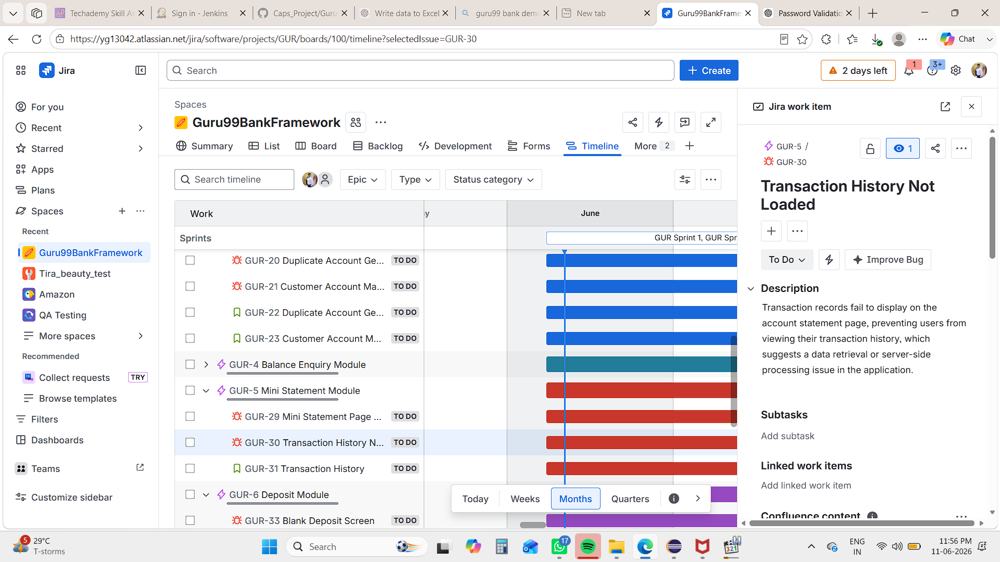 Techademy Skill As
Sign in - Jenkins
Caps_Project/Guru
Write data to Excel
guru99 bank demo
New tab
Guru99BankFrame
Password Validatio
https://yg13042.atlassian.net/jira/software/projects/GUR/boards/100/timeline?selectedIssue=GUR-30
Chat
Jira
Search
Create
2 days left
1
3+
For you
Recent
Starred
Apps
Plans
Spaces
Recent
Guru99BankFramework
Tira_beauty_test
Amazon
QA Testing
More spaces
Recommended
Collect requests
TRY
Browse templates
Filters
Dashboards
Teams
Customize sidebar
Spaces
Guru99BankFramework
Summary
List
Board
Backlog
Development
Forms
Timeline
More 2
Search timeline
Epic
Type
Status category
Work
y
June
Sprints
GUR Sprint 1, GUR Spr
GUR-20 Duplicate Account Ge... TO DO
GUR-21 Customer Account Ma... TO DO
GUR-22 Duplicate Account Ge... TO DO
GUR-23 Customer Account M... TO DO
GUR-4 Balance Enquiry Module
GUR-5 Mini Statement Module
GUR-29 Mini Statement Page ... TO DO
GUR-30 Transaction History N... TO DO
GUR-31 Transaction History TO DO
GUR-6 Deposit Module
GUR-33 Blank Deposit Screen TO DO
Today
Weeks
Months
Quarters
Jira work item
GUR-5 /
GUR-30
1
Transaction History Not
Loaded
To Do
Improve Bug
Description
Transaction records fail to display on the
account statement page, preventing users from
viewing their transaction history, which
suggests a data retrieval or server-side
processing issue in the application.
Subtasks
Add subtask
Linked work items
Add linked work item
Confluence content
5
29°C
T-storms
Search
17
321
ENG
IN
11:56 PM
11-06-2026